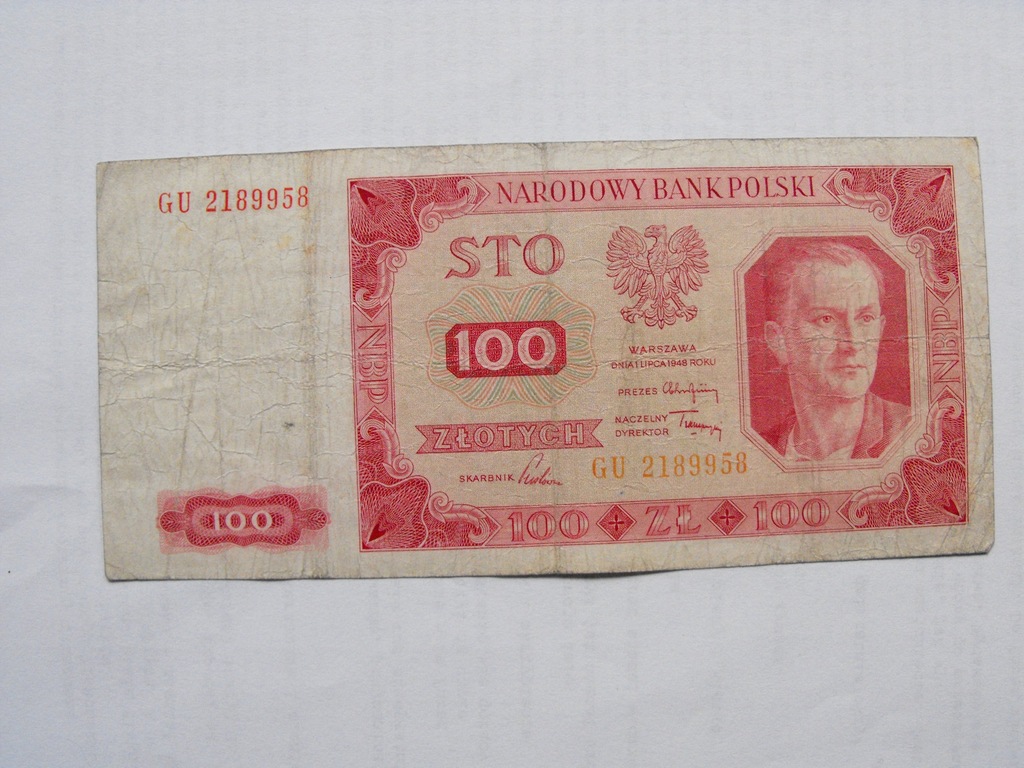 GU 2189958
NARODOWY BANK POLSKI
STO
100
ZŁOTYCH
WARSZAWA
DNIA 1 LIPCA 1948 ROKU
PREZES
NACZELNY
DYREKTOR
SKARBNIK
GU 2189958
NBP
NBP
100
100 ZŁ 100